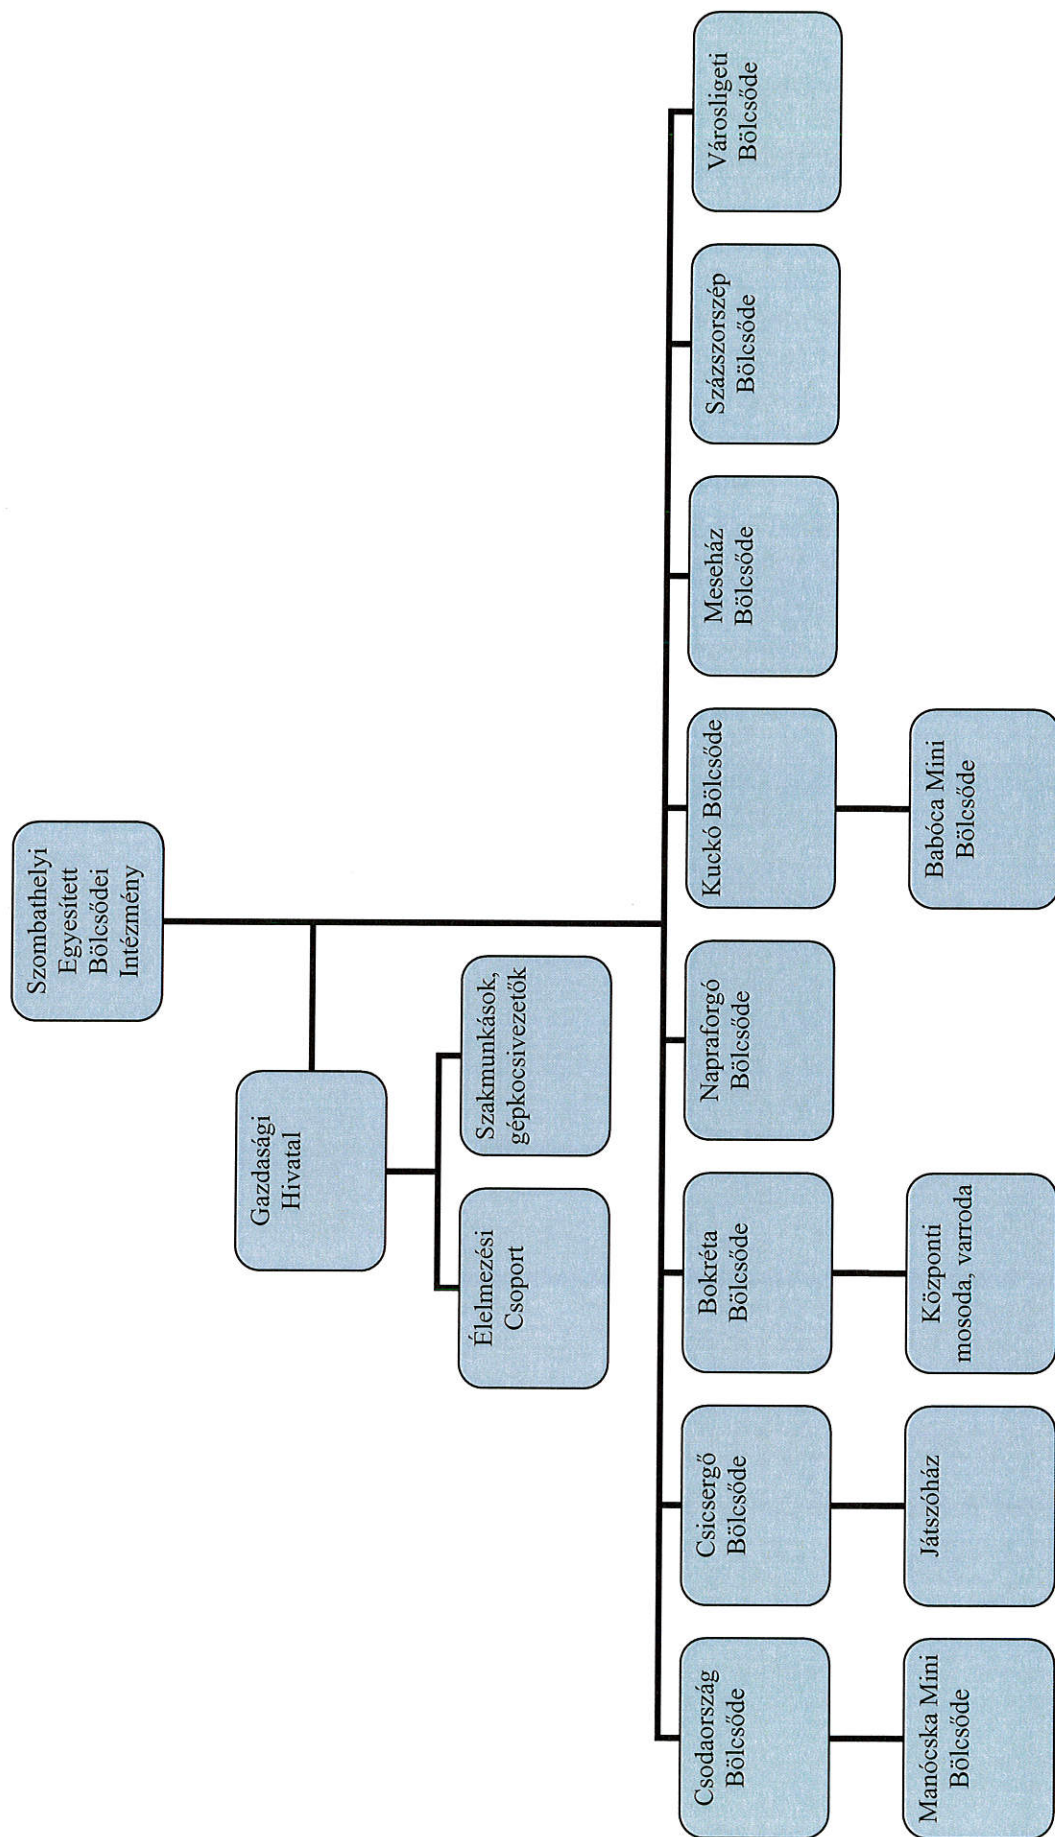 Szombathelyi
Egyesített
Bölcsődei
Intézmény
Gazdasági
Hivatal
Élelmezési
Csoport
Szakmunkások,
gépkocsivezetők
Csodaország
Bölcsőde
Csicsergő
Bölcsőde
Bokréta
Bölcsőde
Napraforgó
Bölcsőde
Kuckó Bölcsőde
Meseház
Bölcsőde
Százszorszép
Bölcsőde
Városligeti
Bölcsőde
Manócska Mini
Bölcsőde
Játszóház
Központi
mosoda, varroda
Babóca Mini
Bölcsőde